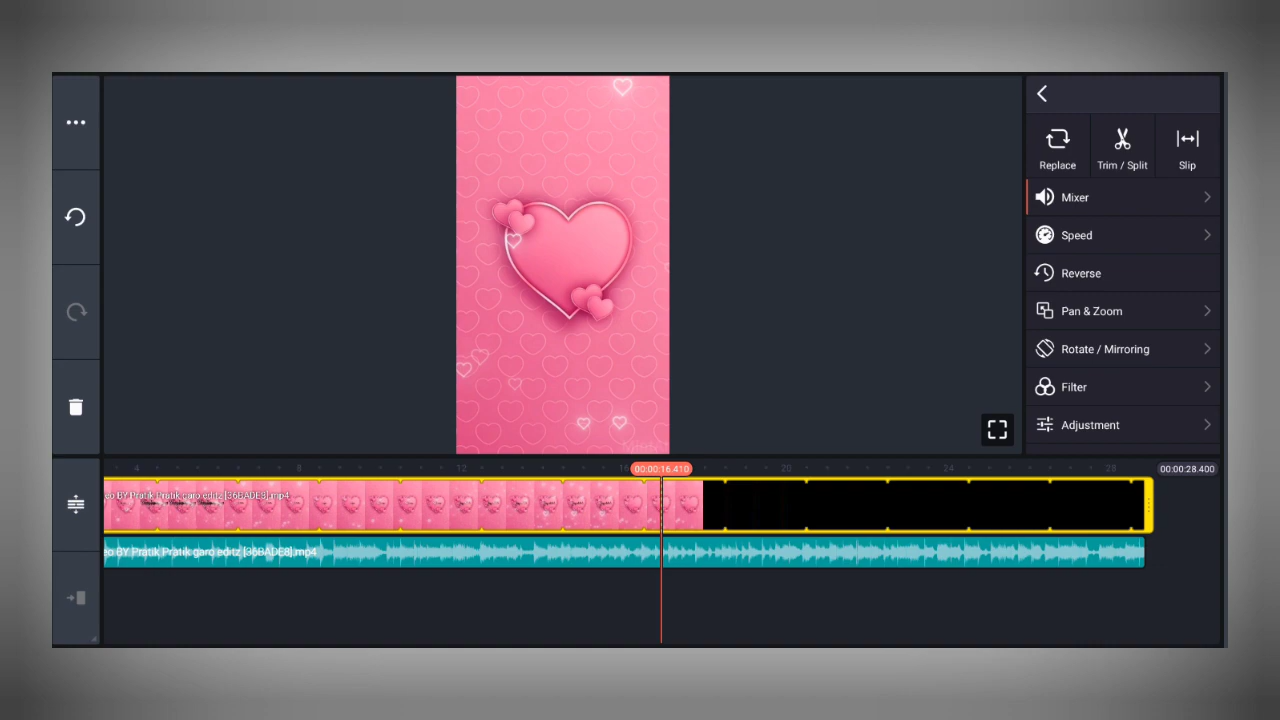 Replace Trim / Split Slip
Mixer
Speed
Reverse
Pan & Zoom
Rotate / Mirroring
Filter
Adjustment
4 8 12 16 00:00:16.410 20 24 28 00:00:28.400
eo BY Pratik Pratik garo editz [36BADE8].mp4
eo BY Pratik Pratik garo editz [36BADE8].mp4